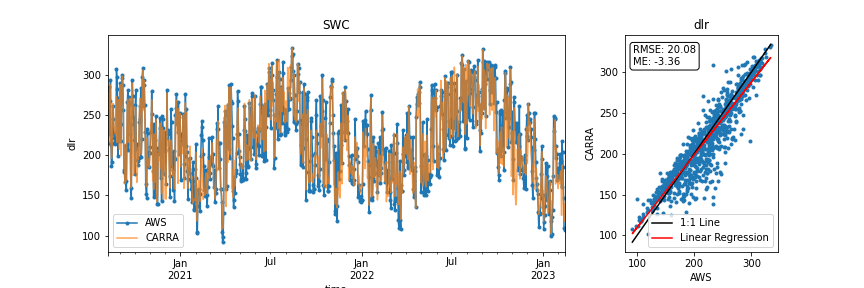 SWC
dlr
300
250
200
150
100
dlr
AWS
CARRA
Jan
2021
Jul
Jan
2022
Jul
Jan
2023
time
dlr
RMSE: 20.08
ME: -3.36
300
250
200
150
100
CARRA
1:1 Line
Linear Regression
100
200
300
AWS